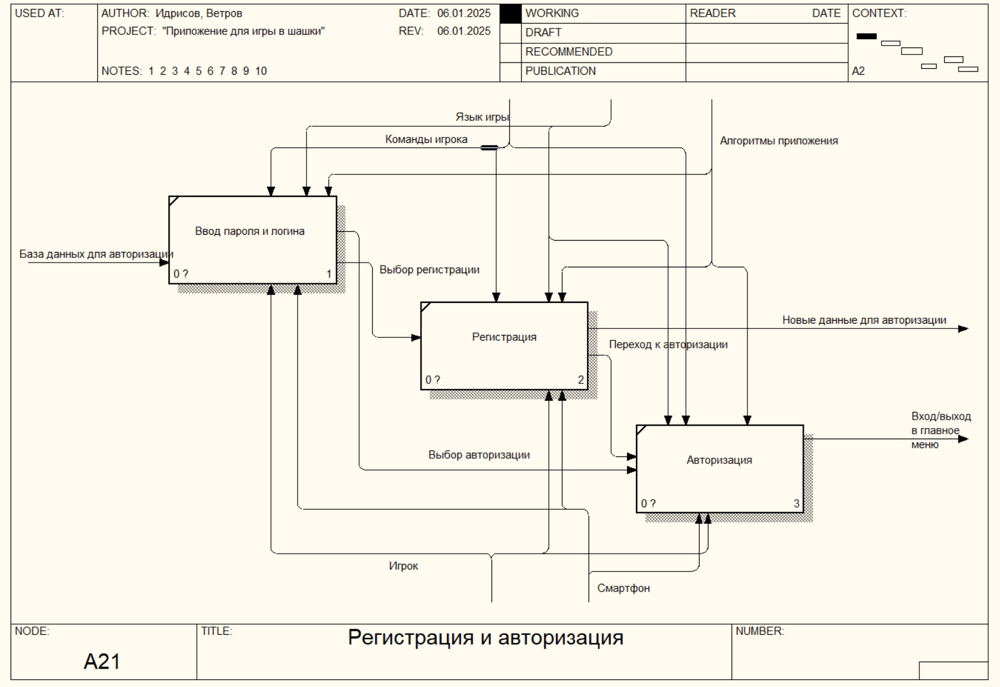 USED AT:
AUTHOR: Идрисов, Ветров
DATE: 06.01.2025
PROJECT: "Приложение для игры в шашки"
REV: 06.01.2025
NOTES: 1 2 3 4 5 6 7 8 9 10
WORKING
DRAFT
RECOMMENDED
PUBLICATION
READER
DATE
CONTEXT:
A2
Язык игры
Команды игрока
Алгоритмы приложения
Ввод пароля и логина
0 ?
1
База данных для авторизации
Выбор регистрации
Регистрация
0 ?
2
Новые данные для авторизации
Переход к авторизации
Вход/выход
в главное
меню
Выбор авторизации
Авторизация
0 ?
3
Игрок
Смартфон
NODE:
A21
TITLE:
Регистрация и авторизация
NUMBER: